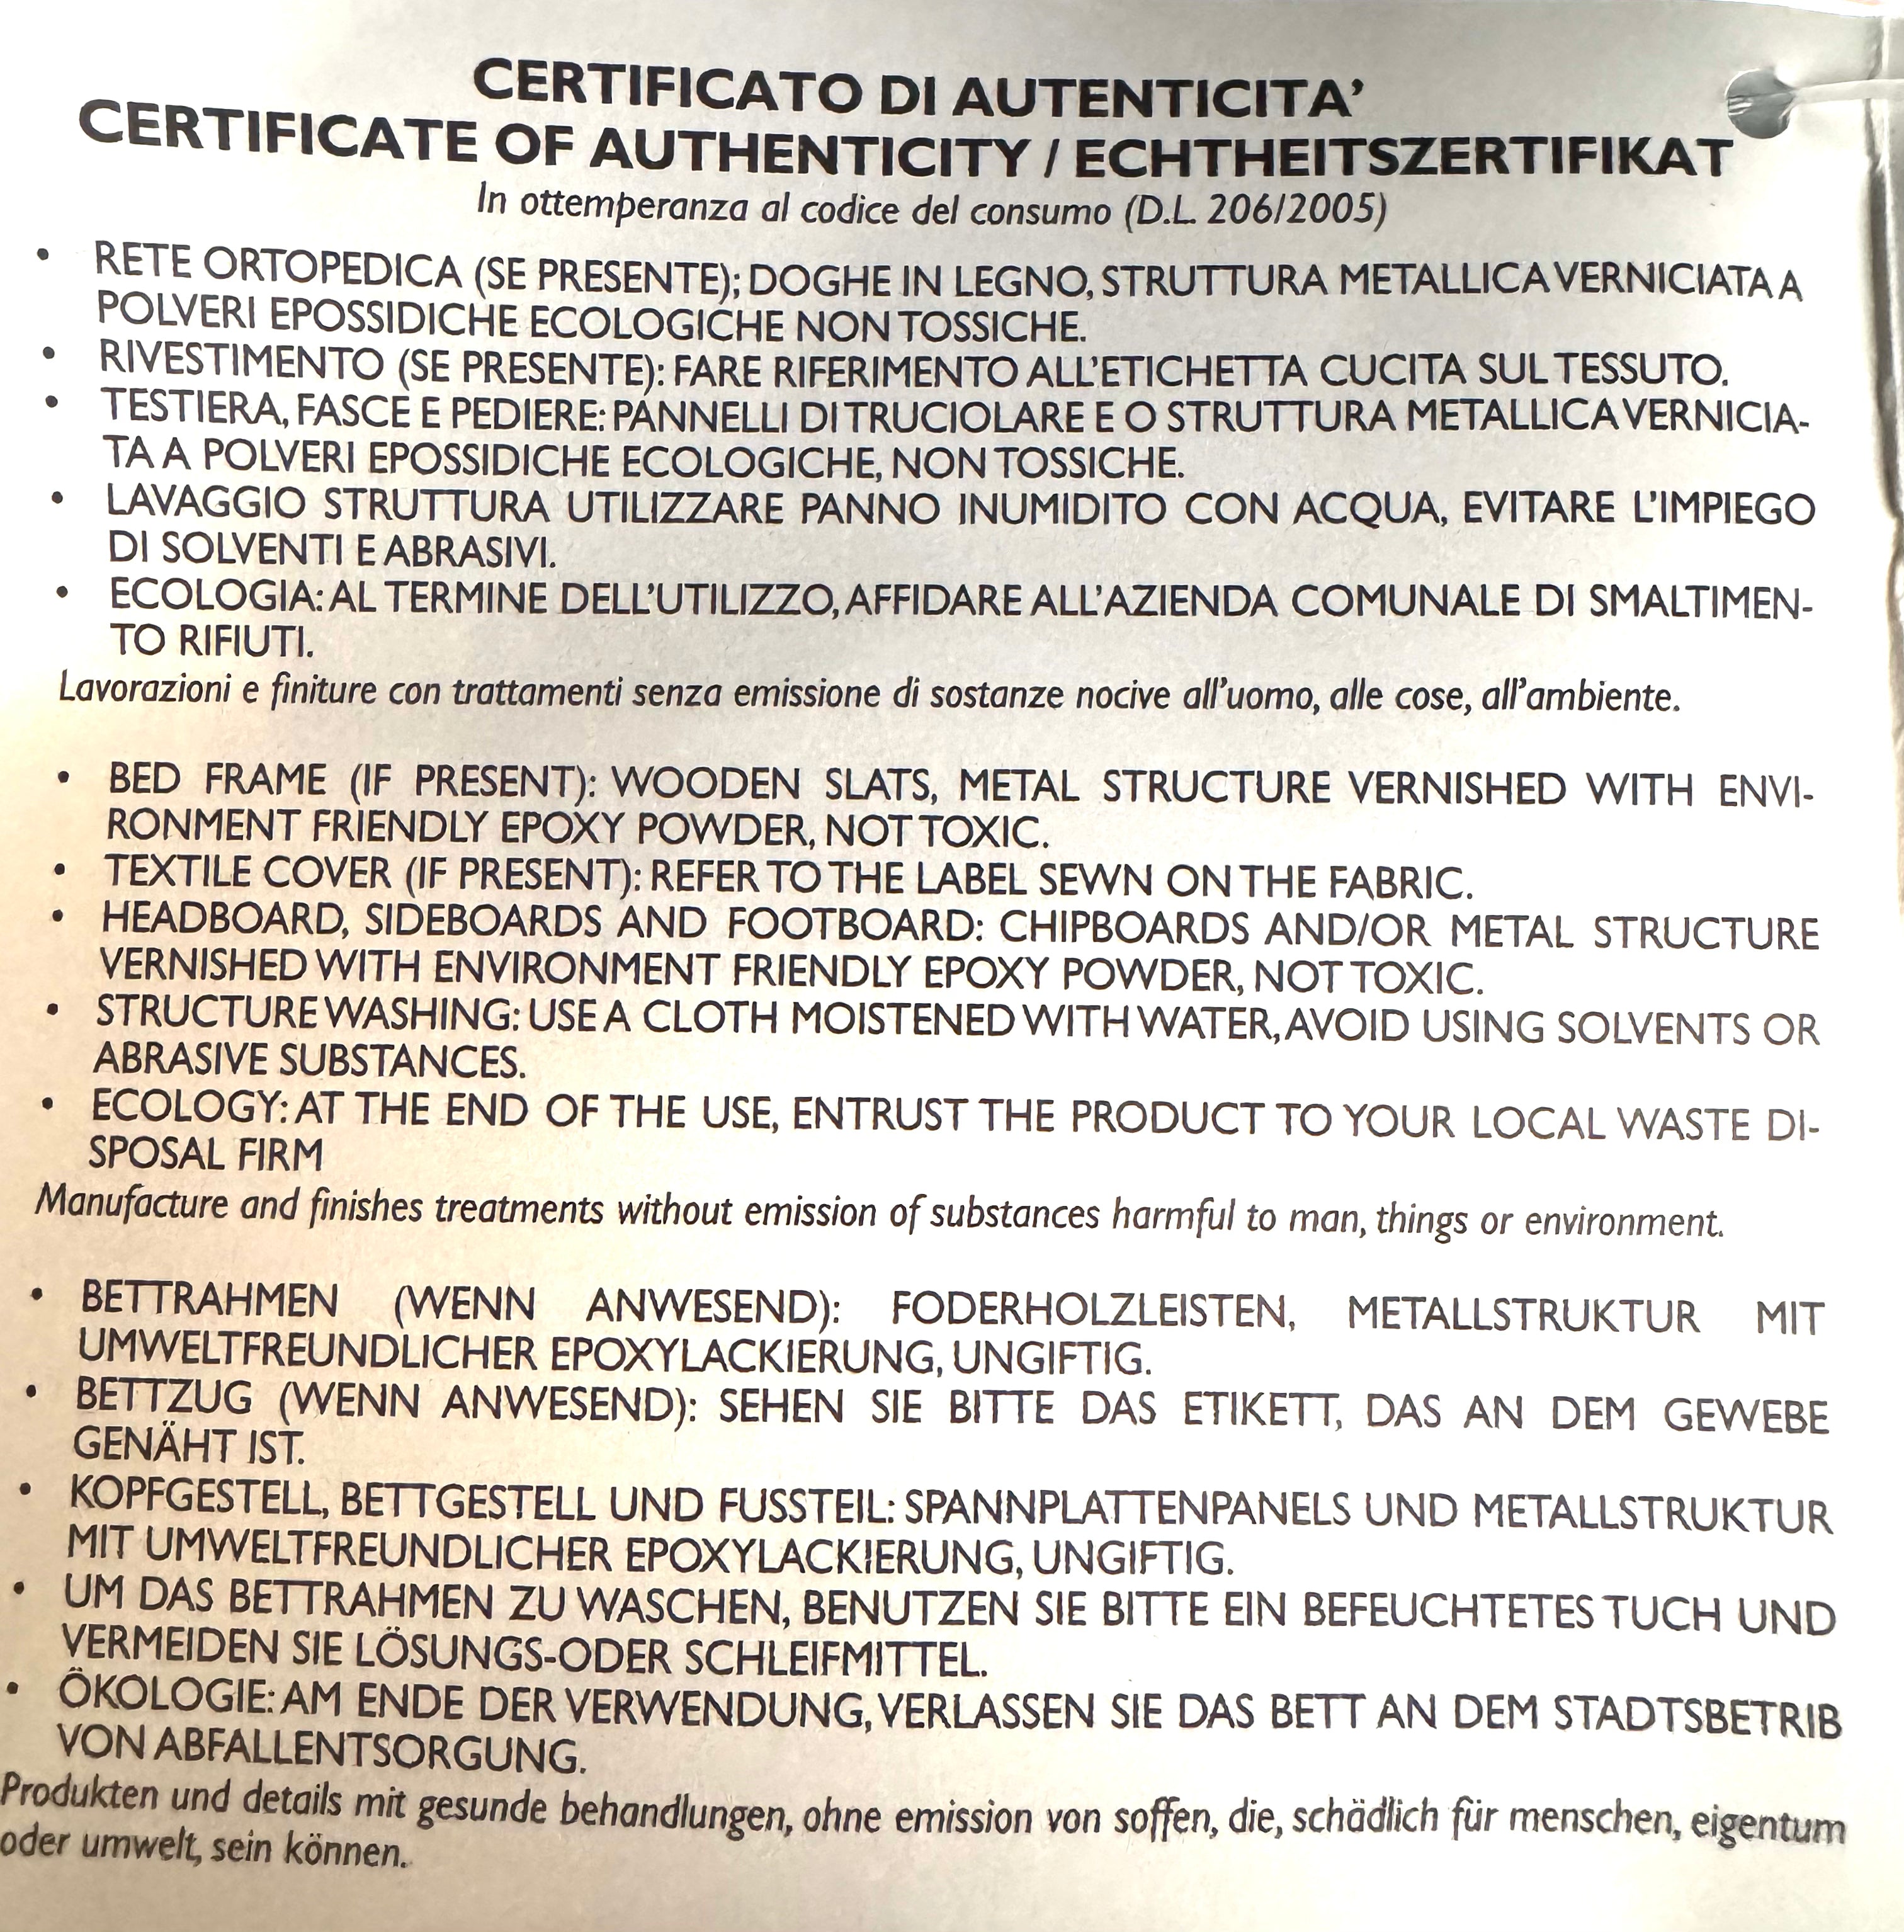 CERTIFICATO DI AUTENTICITA’
CERTIFICATE OF AUTHENTICITY / ECHTHEITSZERTIFIKAT
In ottemperanza al codice del consumo (D.L. 206/2005)
• RETE ORTOPEDICA (SE PRESENTE); DOGHE IN LEGNO, STRUTTURA METALLICA VERNICIATA A
POLVERI EPOSSIDICHE ECOLOGICHE NON TOSSICHE.
• RIVESTIMENTO (SE PRESENTE): FARE RIFERIMENTO ALL’ETICHETTA CUCITA SUL TESSUTO.
• TESTIERA, FASCE E PEDIERE: PANNELLI DI TRUCIOLARE E O STRUTTURA METALLICA VERNICIA-
TA A POLVERI EPOSSIDICHE ECOLOGICHE, NON TOSSICHE.
• LAVAGGIO STRUTTURA UTILIZZARE PANNO INUMIDITO CON ACQUA, EVITARE L’IMPIEGO
DI SOLVENTI E ABRASIVI.
• ECOLOGIA: AL TERMINE DELL’UTILIZZO, AFFIDARE ALL’AZIENDA COMUNALE DI SMALTIMEN-
TO RIFIUTI.
Lavorazioni e finiture con trattamenti senza emissione di sostanze nocive all’uomo, alle cose, all’ambiente.
• BED FRAME (IF PRESENT): WOODEN SLATS, METAL STRUCTURE VERNISHED WITH ENVI-
RONMENT FRIENDLY EPOXY POWDER, NOT TOXIC.
• TEXTILE COVER (IF PRESENT): REFER TO THE LABEL SEWN ON THE FABRIC.
• HEADBOARD, SIDEBOARDS AND FOOTBOARD: CHIPBOARDS AND/OR METAL STRUCTURE
VERNISHED WITH ENVIRONMENT FRIENDLY EPOXY POWDER, NOT TOXIC.
• STRUCTURE WASHING: USE A CLOTH MOISTENED WITH WATER, AVOID USING SOLVENTS OR
ABRASIVE SUBSTANCES.
• ECOLOGY: AT THE END OF THE USE, ENTRUST THE PRODUCT TO YOUR LOCAL WASTE DI-
SPOSAL FIRM
Manufacture and finishes treatments without emission of substances harmful to man, things or environment.
• BETTRAHMEN (WENN ANWESEND): FODERHOLZLEISTEN, METALLSTRUKTUR MIT
UMWELTFREUNDLICHER EPOXYLACKIERUNG, UNGIFTIG.
• BETTZUG (WENN ANWESEND): SEHEN SIE BITTE DAS ETIKETT, DAS AN DEM GEWEBE
GENÄHT IST.
• KOPFGESTELL, BETTGESTELL UND FUSSTEIL: SPANNPLATTENPANELS UND METALLSTRUKTUR
MIT UMWELTFREUNDLICHER EPOXYLACKIERUNG, UNGIFTIG.
• UM DAS BETTRAHMEN ZU WASCHEN, BENUTZEN SIE BITTE EIN BEFEUCHTETES TUCH UND
VERMEIDEN SIE LÖSUNGS-ODER SCHLEIFMITTEL.
• ÖKOLOGIE: AM ENDE DER VERWENDUNG, VERLASSEN SIE DAS BETT AN DEM STADTSBETRIB
VON ABFALLENTSORGUNG.
Produkten und details mit gesunde behandlungen, ohne emission von soffen, die, schädlich für menschen, eigentum
oder umwelt, sein können.